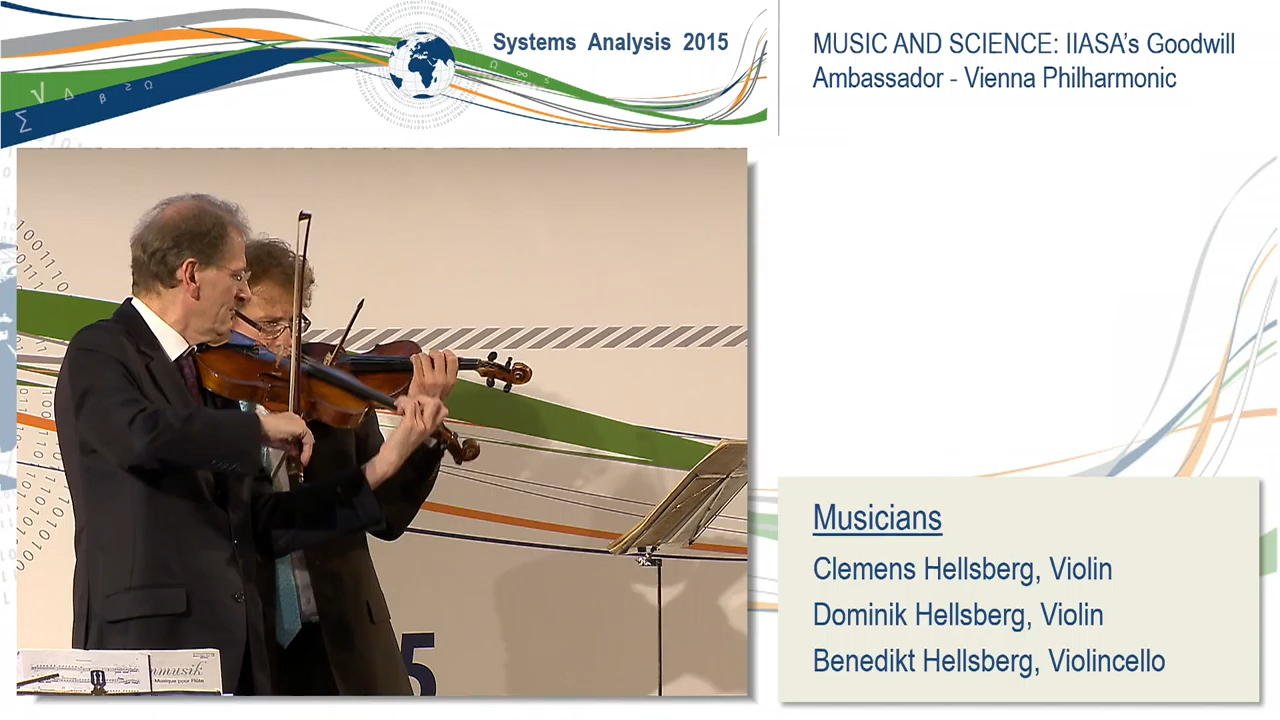 Systems Analysis 2015
MUSIC AND SCIENCE: IIASA's Goodwill
Ambassador - Vienna Philharmonic
√ Δ β ≥ Ω
Σ
Ω ∞ ≤
5
nmusik
Musique pour Flûte
Musicians
Clemens Hellsberg, Violin
Dominik Hellsberg, Violin
Benedikt Hellsberg, Violincello